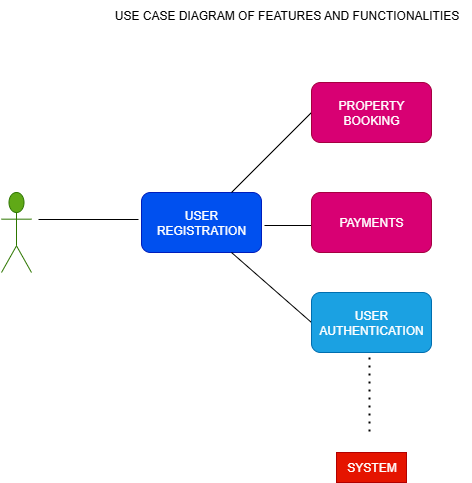 USE CASE DIAGRAM OF FEATURES AND FUNCTIONALITIES
PROPERTY
BOOKING
USER
REGISTRATION
PAYMENTS
USER
AUTHENTICATION
SYSTEM